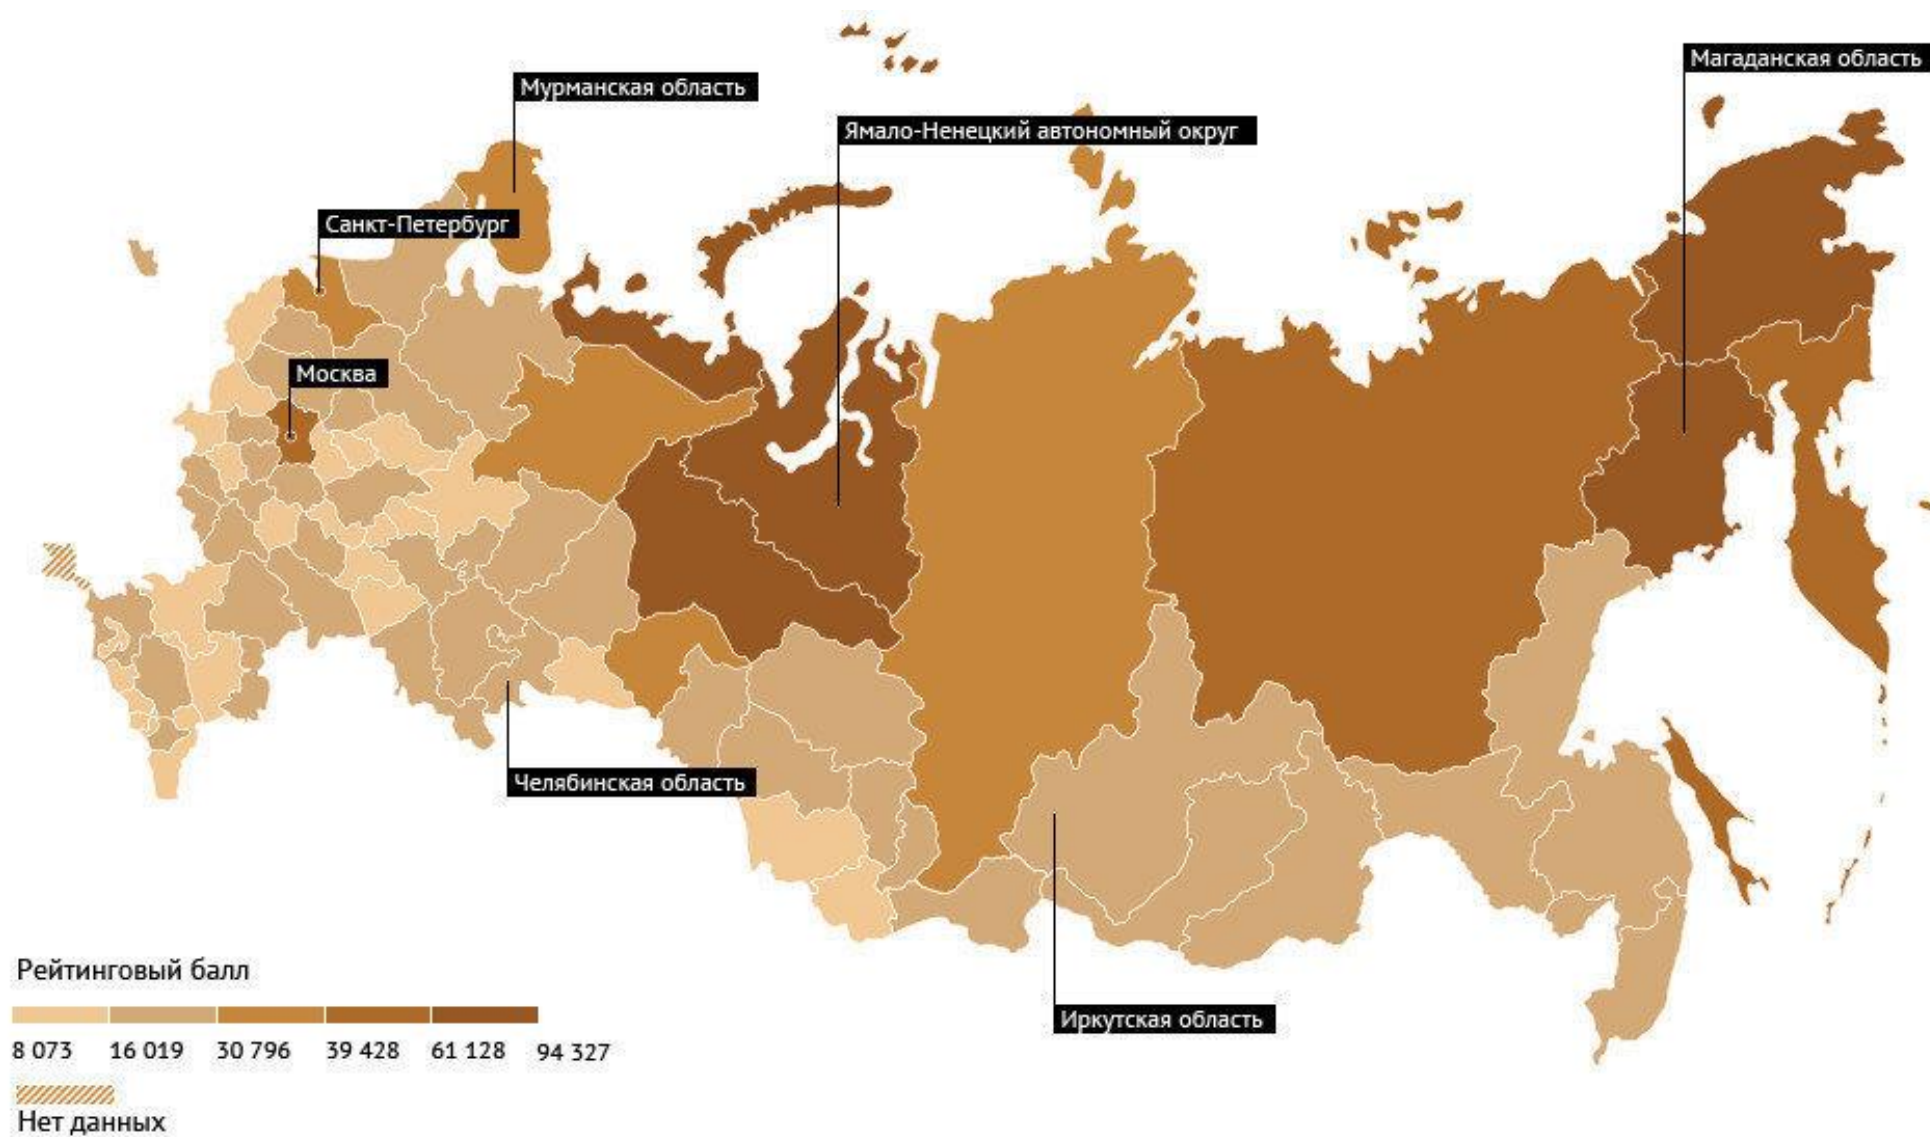 Магаданская область
Мурманская область
Ямало-Ненецкий автономный округ
Санкт-Петербург
Москва
Челябинская область
Иркутская область
Рейтинговый балл
8 073 16 019 30 796 39 428 61 128 94 327
Нет данных